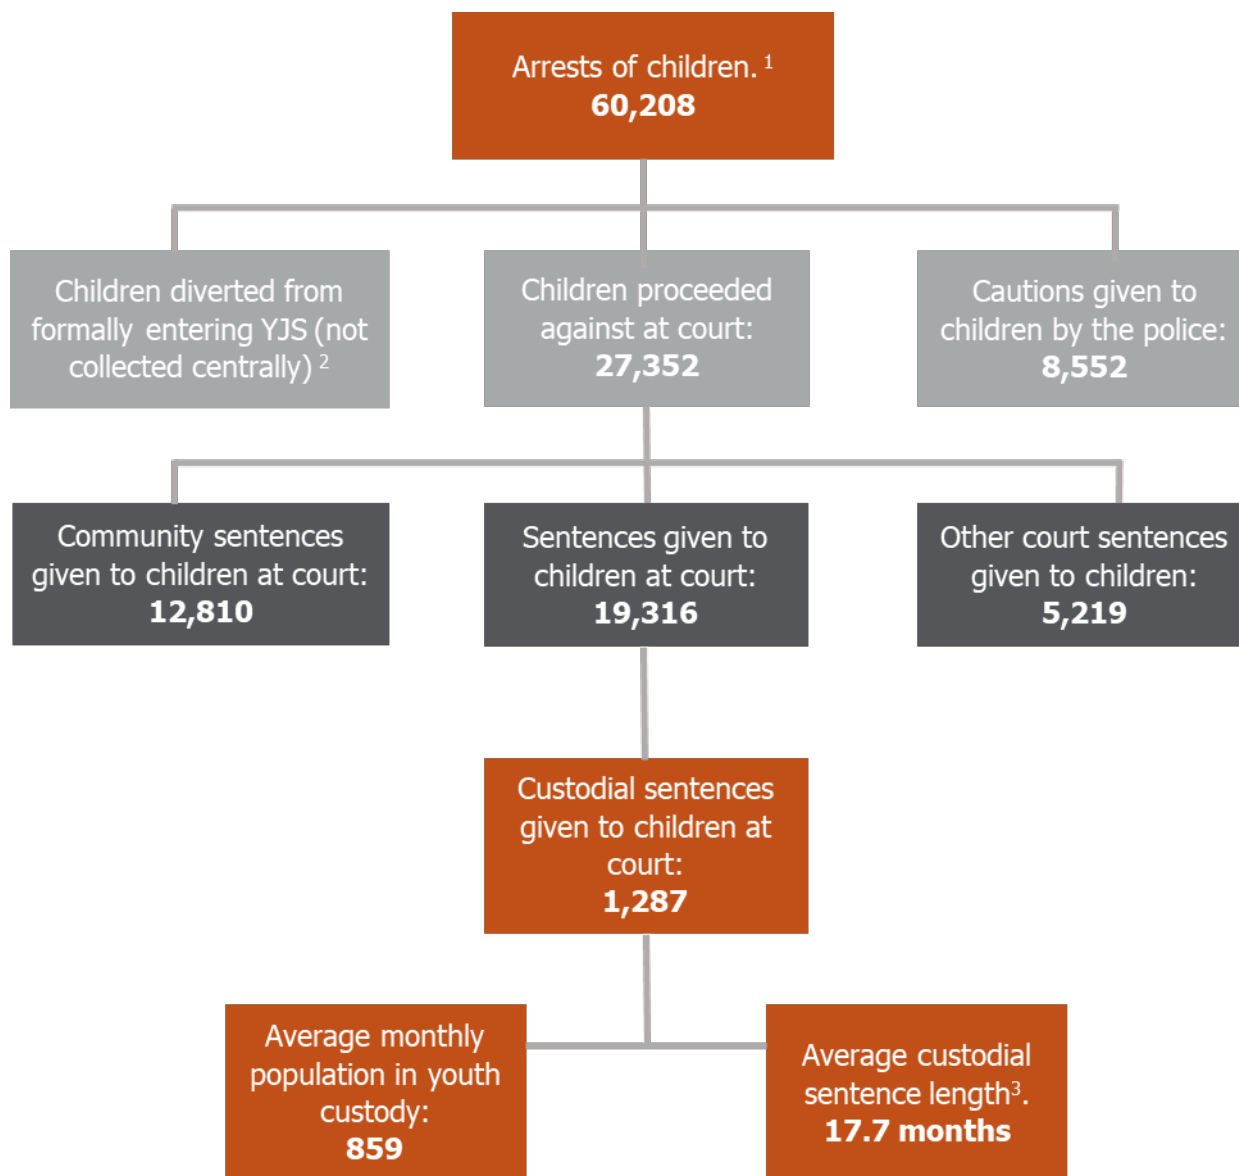 Arrests of children. 1
60,208
Children diverted from
formally entering YJS (not
collected centrally) 2
Children proceeded
against at court:
27,352
Cautions given to
children by the police:
8,552
Community sentences
given to children at court:
12,810
Sentences given to
children at court:
19,316
Other court sentences
given to children:
5,219
Custodial sentences
given to children at
court:
1,287
Average monthly
population in youth
custody:
859
Average custodial
sentence length3.
17.7 months